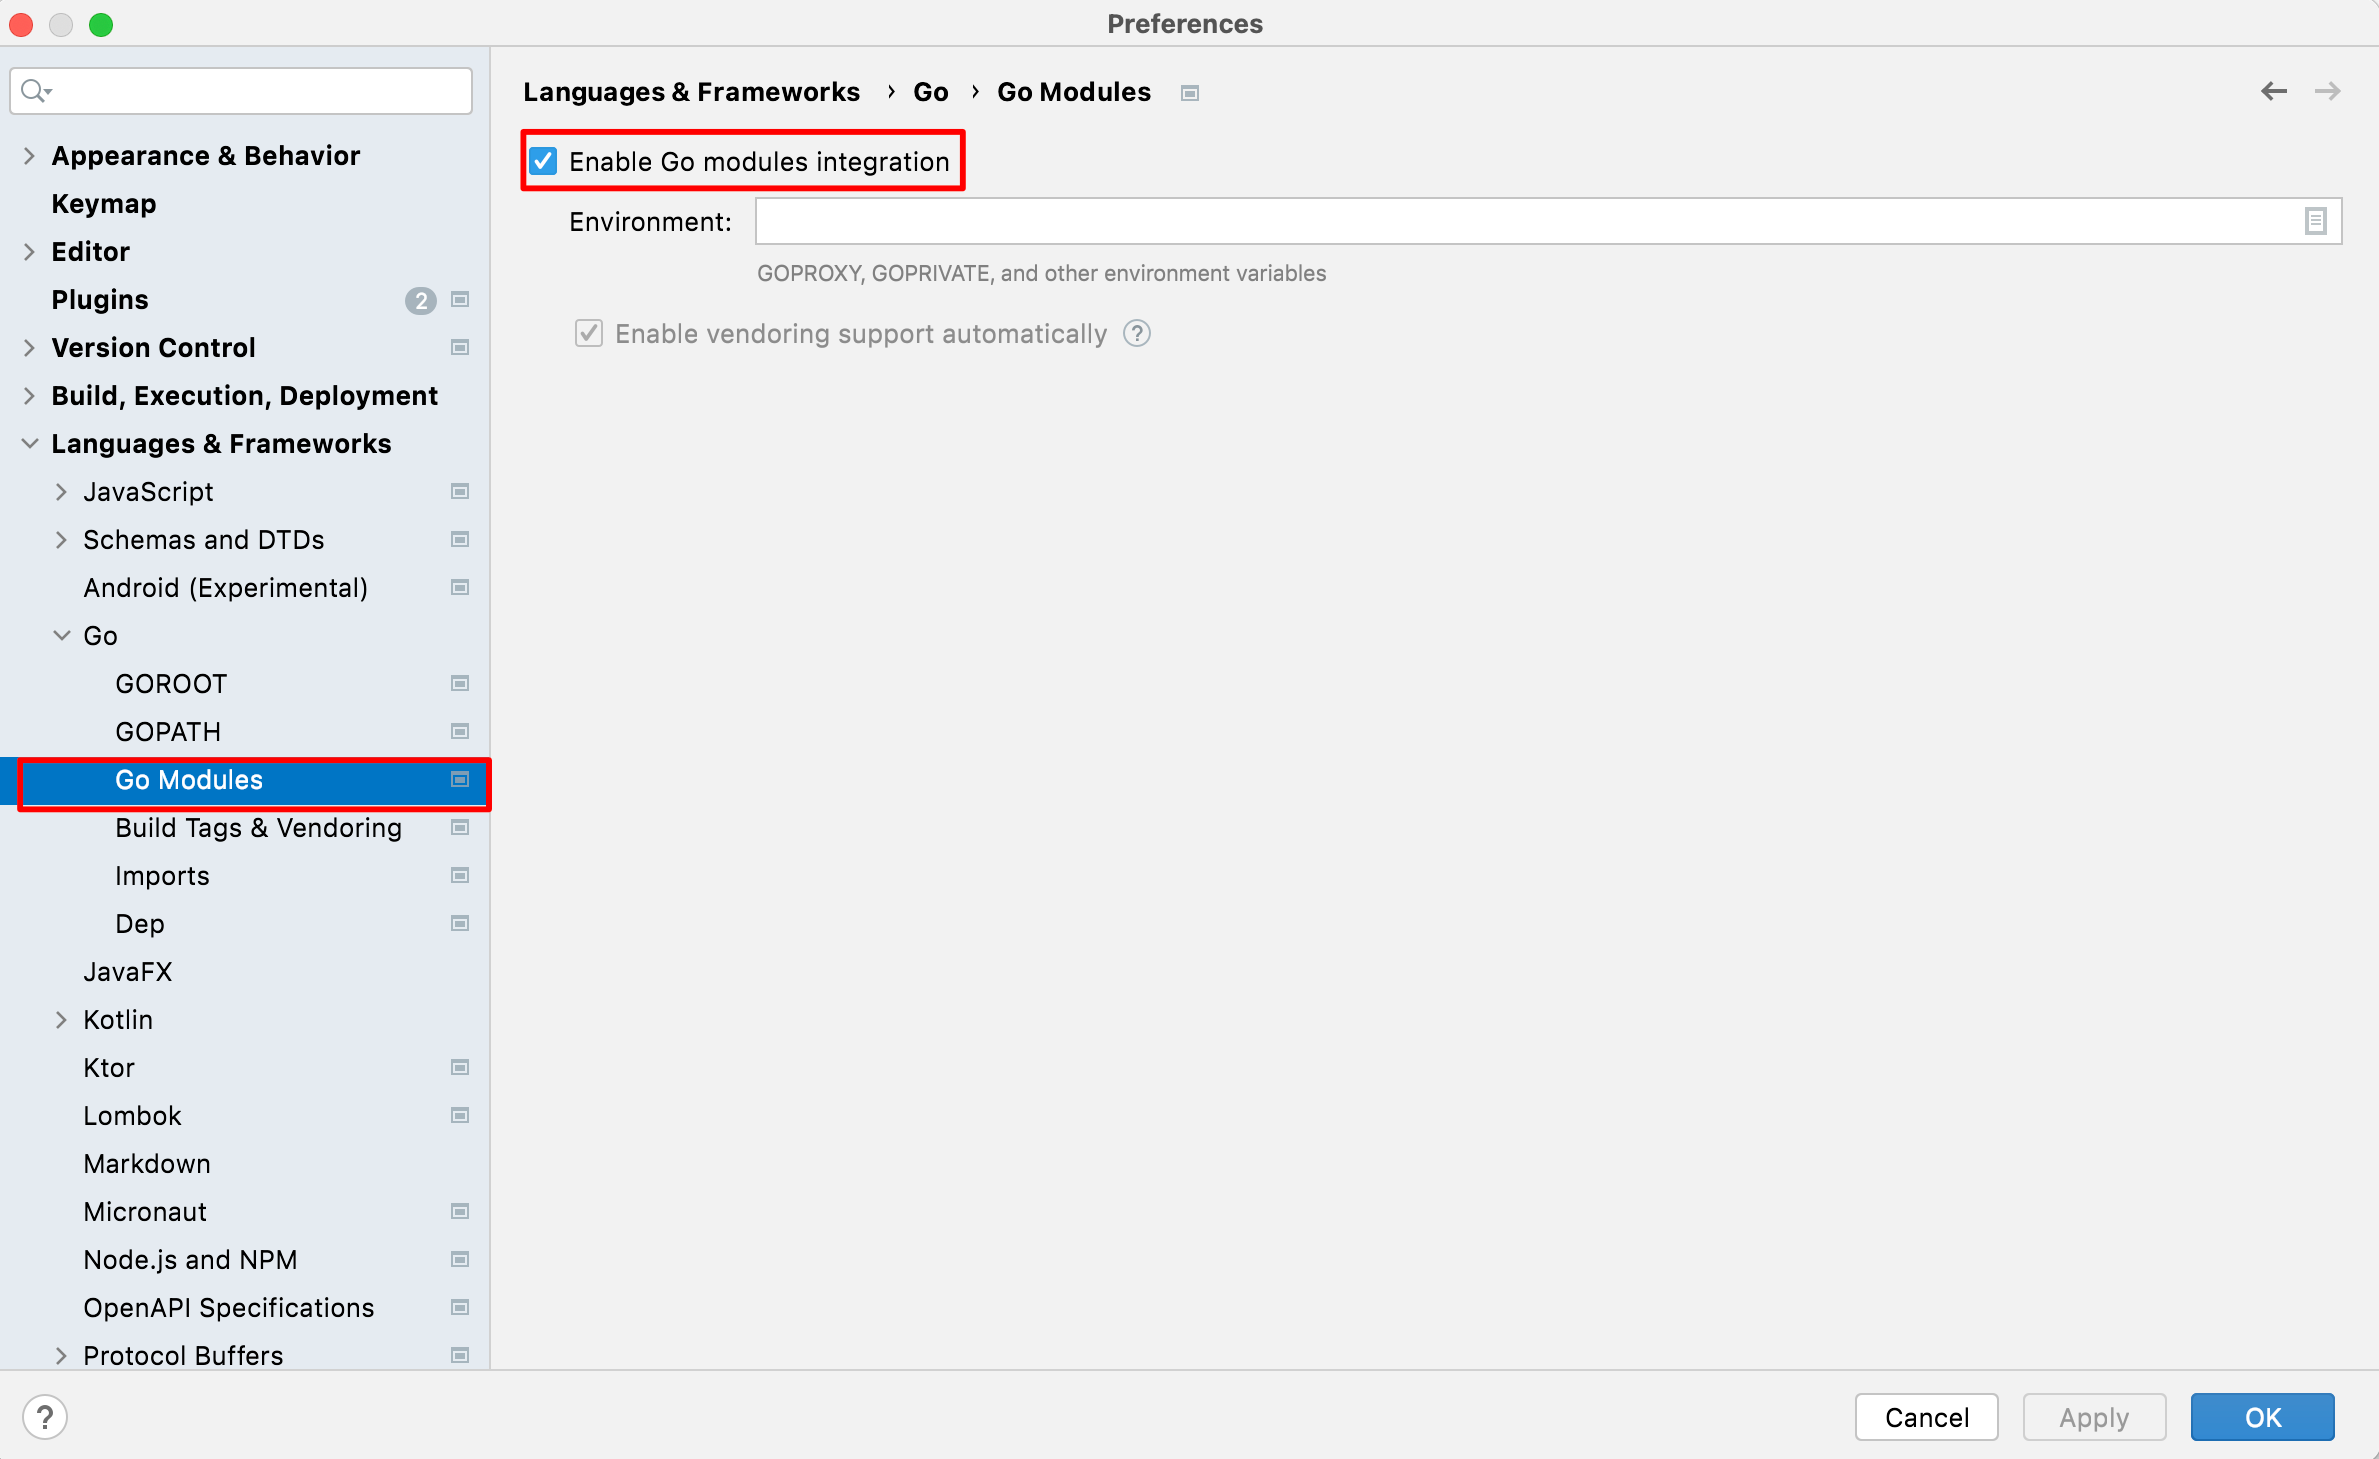 Preferences
Languages & Frameworks › Go › Go Modules
Enable Go modules integration
Environment:
GOPROXY, GOPRIVATE, and other environment variables
Enable vendoring support automatically ?
Appearance & Behavior
Keymap
Editor
Plugins 2
Version Control
Build, Execution, Deployment
Languages & Frameworks
JavaScript
Schemas and DTDs
Android (Experimental)
Go
GOROOT
GOPATH
Go Modules
Build Tags & Vendoring
Imports
Dep
JavaFX
Kotlin
Ktor
Lombok
Markdown
Micronaut
Node.js and NPM
OpenAPI Specifications
Protocol Buffers
? Cancel Apply OK